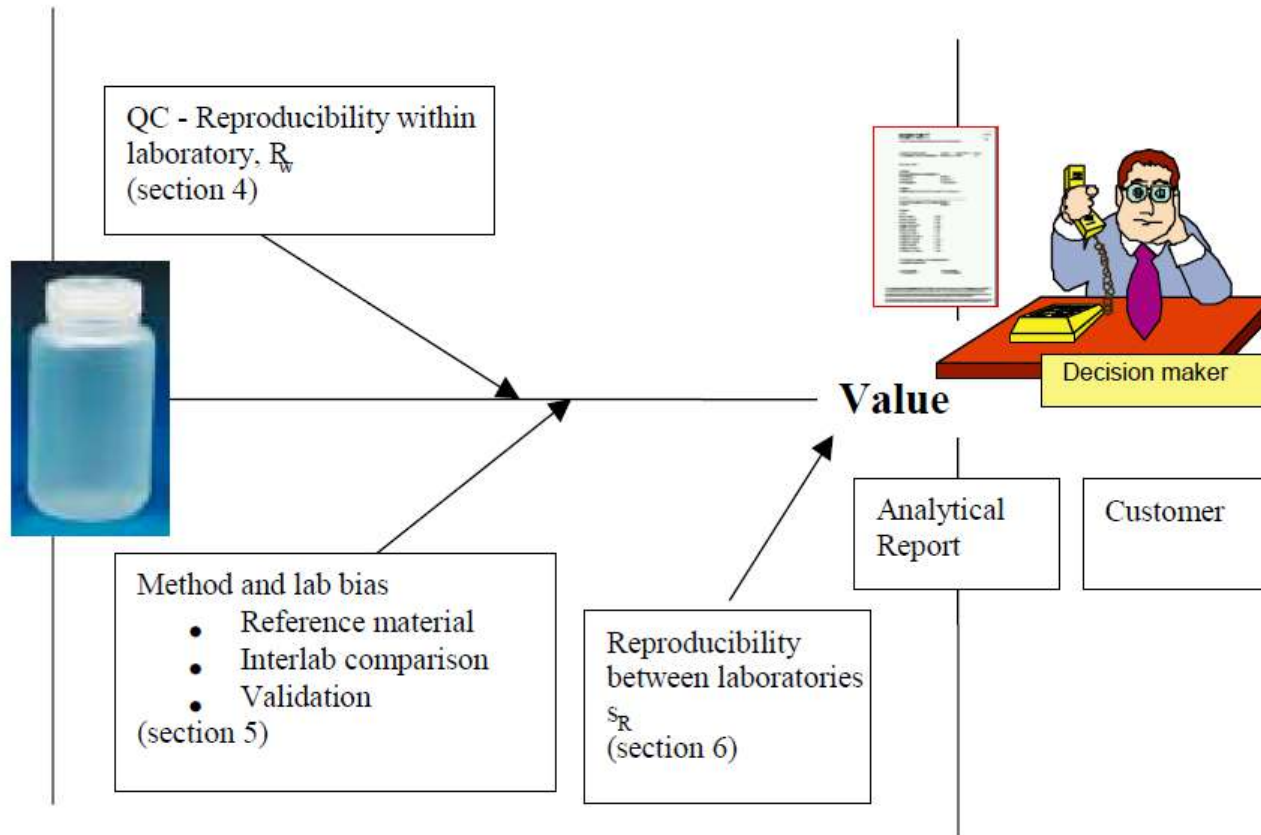 QC - Reproducibility within
laboratory, Rw
(section 4)
Decision maker
Value
Analytical
Report
Customer
Method and lab bias
• Reference material
• Interlab comparison
• Validation
(section 5)
Reproducibility
between laboratories
sR
(section 6)